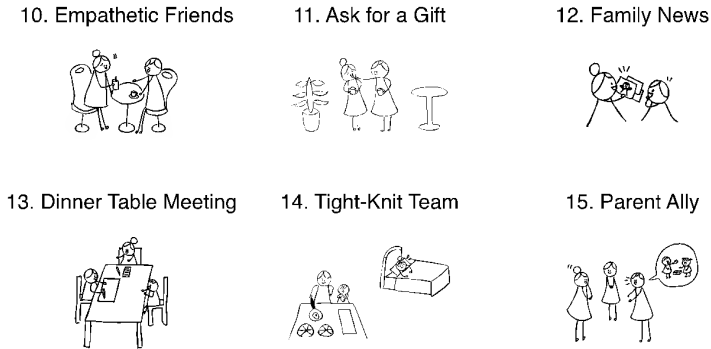 10. Empathetic Friends
11. Ask for a Gift
12. Family News
13. Dinner Table Meeting
14. Tight-Knit Team
15. Parent Ally